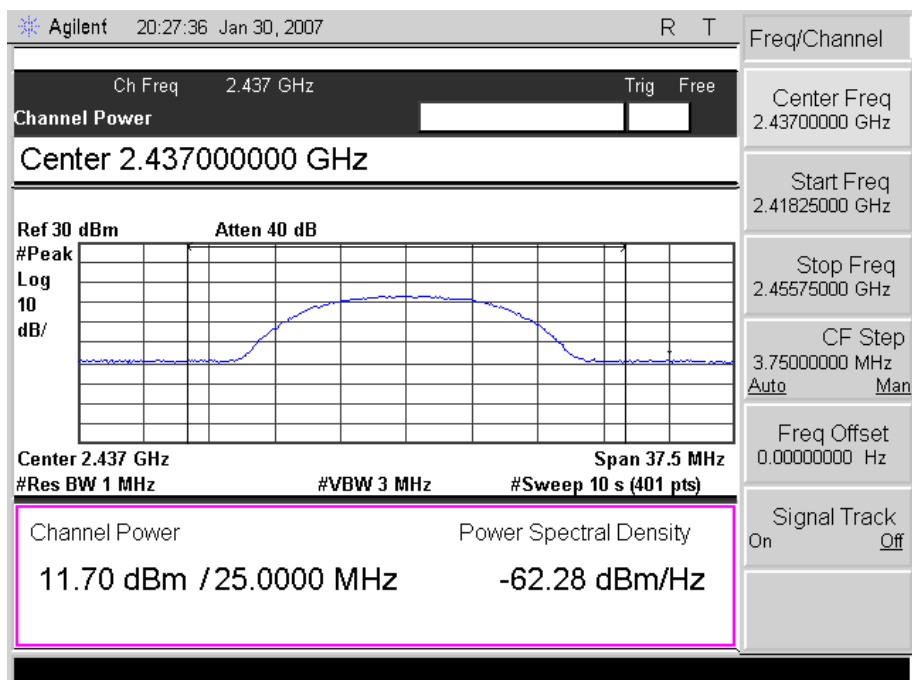 Agilent 20:27:36 Jan 30, 2007 R T
Freq/Channel
Ch Freq 2.437 GHz Trig Free
Channel Power
Center 2.437000000 GHz
Center Freq
2.43700000 GHz
Start Freq
2.41825000 GHz
Stop Freq
2.45575000 GHz
CF Step
3.75000000 MHz
Auto Man
Freq Offset
0.00000000 Hz
Signal Track
On Off
Ref 30 dBm Atten 40 dB
#Peak
Log
10
dB/
Center 2.437 GHz Span 37.5 MHz
#Res BW 1 MHz #VBW 3 MHz #Sweep 10 s (401 pts)
Channel Power Power Spectral Density
11.70 dBm / 25.0000 MHz -62.28 dBm/Hz